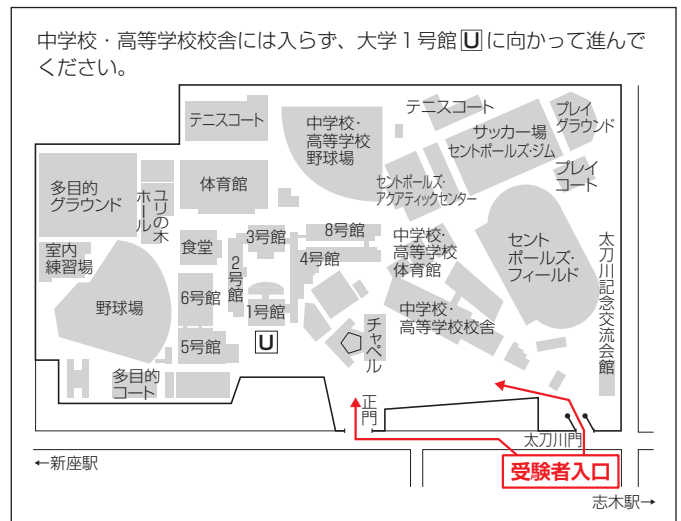 中学校・高等学校校舎には入らず、大学1号館Uに向かって進んで
ください。
テニスコート
中学校・
高等学校
野球場
テニスコート
サッカー場
セントポールズ・ジム
プレイ
グラウンド
プレイ
コート
多目的
グラウンド
ユリの木
ホール
体育館
セントポールズ・
アクアティックセンター
室内
練習場
食堂
2号館
3号館
8号館
4号館
中学校・
高等学校
体育館
セント
ポールズ・
フィールド
太刀川記念交流会館
野球場
6号館
1号館
中学校・
高等学校校舎
5号館
U
チャペル
多目的
コート
正門
太刀川門
←新座駅
受験者入口
志木駅→